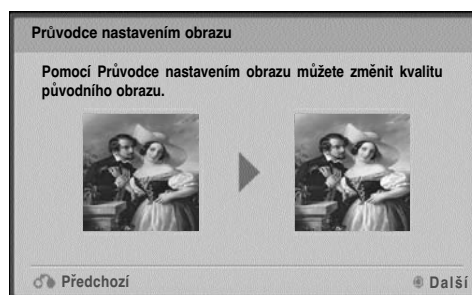 Průvodce nastavením obrazu
Pomocí Průvodce nastavením obrazu můžete změnit kvalitu
původního obrazu.
Předchozí
Další